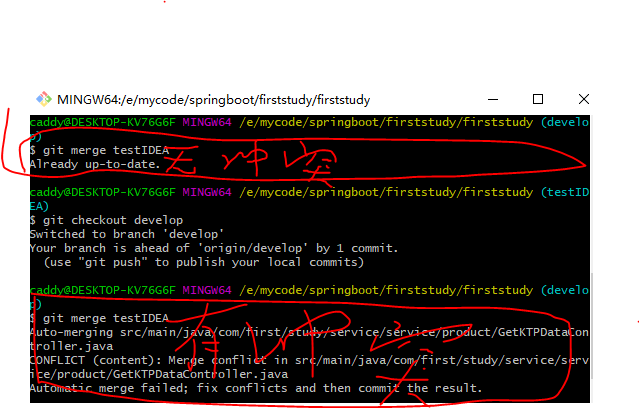 MINGW64:/e/mycode/springboot/firststudy/firststudy
caddy@DESKTOP-KV76G6F MINGW64 /e/mycode/springboot/firststudy/firststudy (develo
p)
$ git merge testIDEA
Already up-to-date.
无冲突
caddy@DESKTOP-KV76G6F MINGW64 /e/mycode/springboot/firststudy/firststudy (testID
EA)
$ git checkout develop
Switched to branch 'develop'
Your branch is ahead of 'origin/develop' by 1 commit.
(use "git push" to publish your local commits)
caddy@DESKTOP-KV76G6F MINGW64 /e/mycode/springboot/firststudy/firststudy (develo
p)
$ git merge testIDEA
Auto-merging src/main/java/com/first/study/service/service/product/GetKTPDataCon
troller.java
CONFLICT (content): Merge conflict in src/main/java/com/first/study/service/serv
ice/product/GetKTPDataController.java
Automatic merge failed; fix conflicts and then commit the result.
有冲突